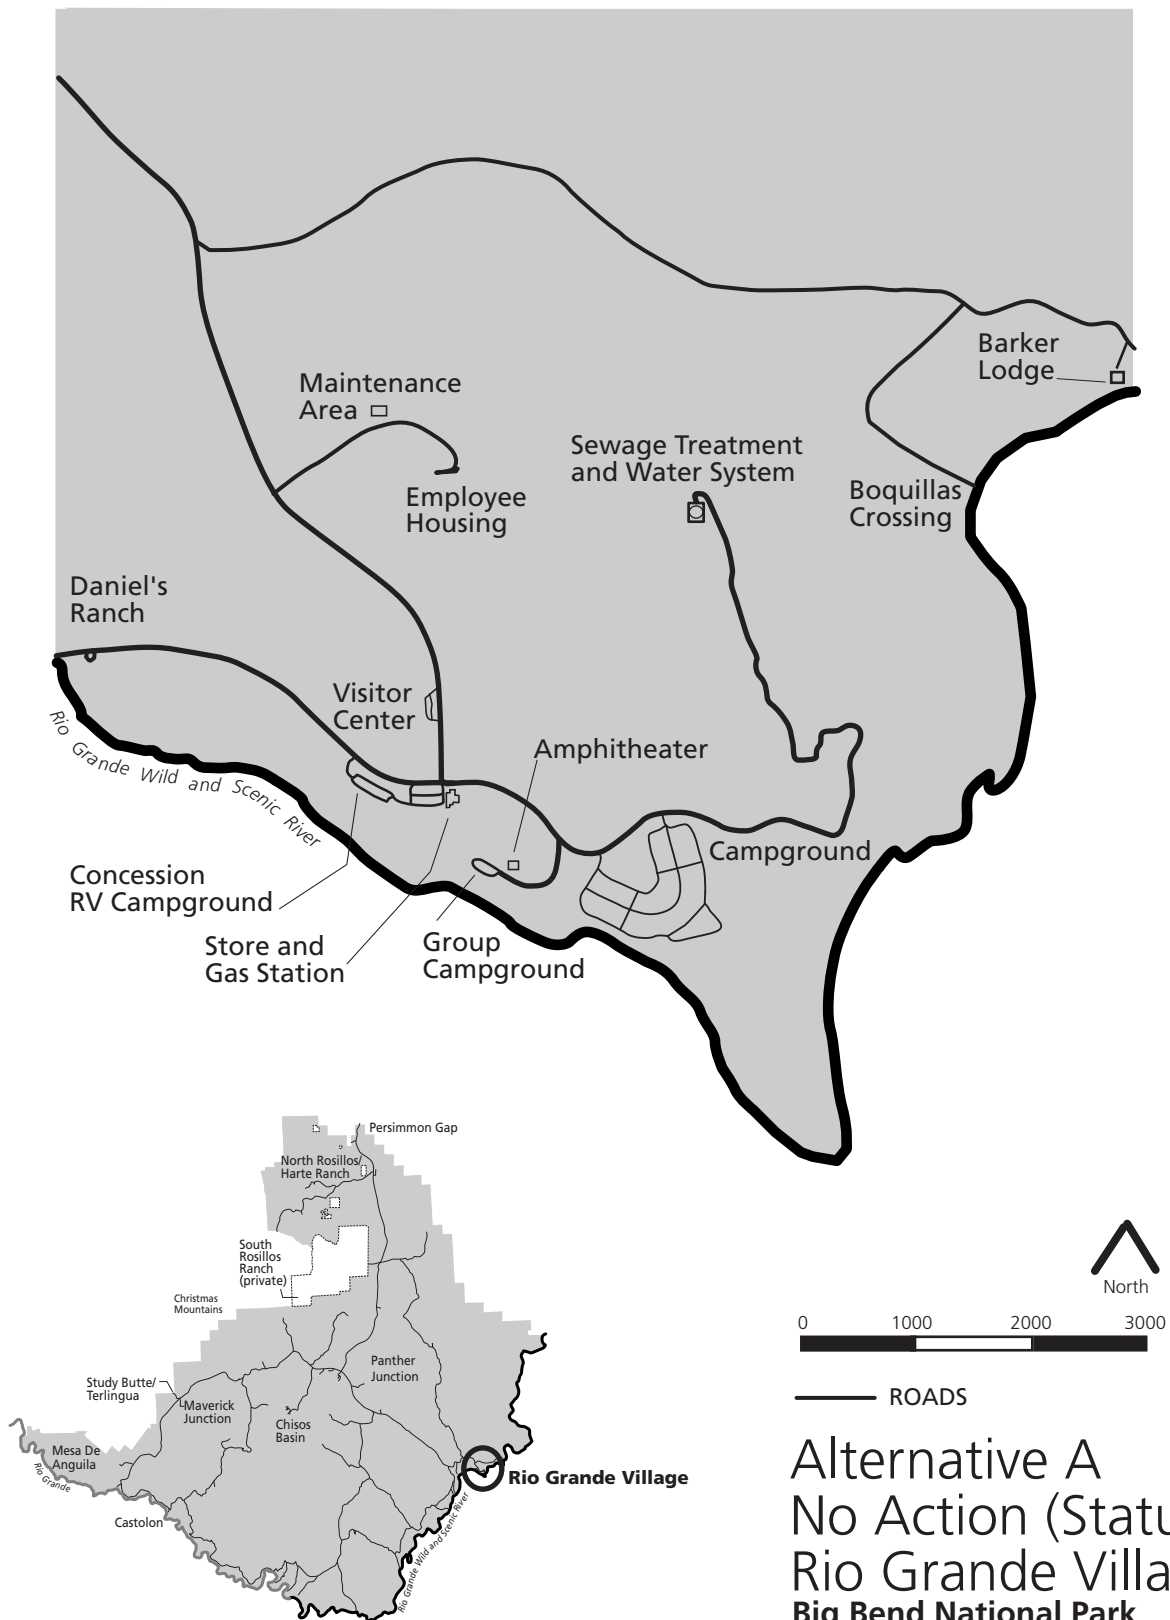 Barker
Lodge
Maintenance
Area
Sewage Treatment
and Water System
Employee
Housing
Boquillas
Crossing
Daniel's
Ranch
Visitor
Center
Rio Grande Wild and Scenic River
Amphitheater
Campground
Concession
RV Campground
Store and
Gas Station
Group
Campground
Persimmon Gap
North Rosillos/
Harte Ranch
South
Rosillos
Ranch
(private)
Christmas
Mountains
Panther
Junction
Study Butte/
Terlingua
Maverick
Junction
Chisos
Basin
Mesa De
Anguila
Rio Grande
Castolon
Rio Grande Village
Rio Grande Wild and Scenic River
North
0 1000 2000 3000
ROADS
Alternative A
No Action (Statu
Rio Grande Villa
Big Bend National Park